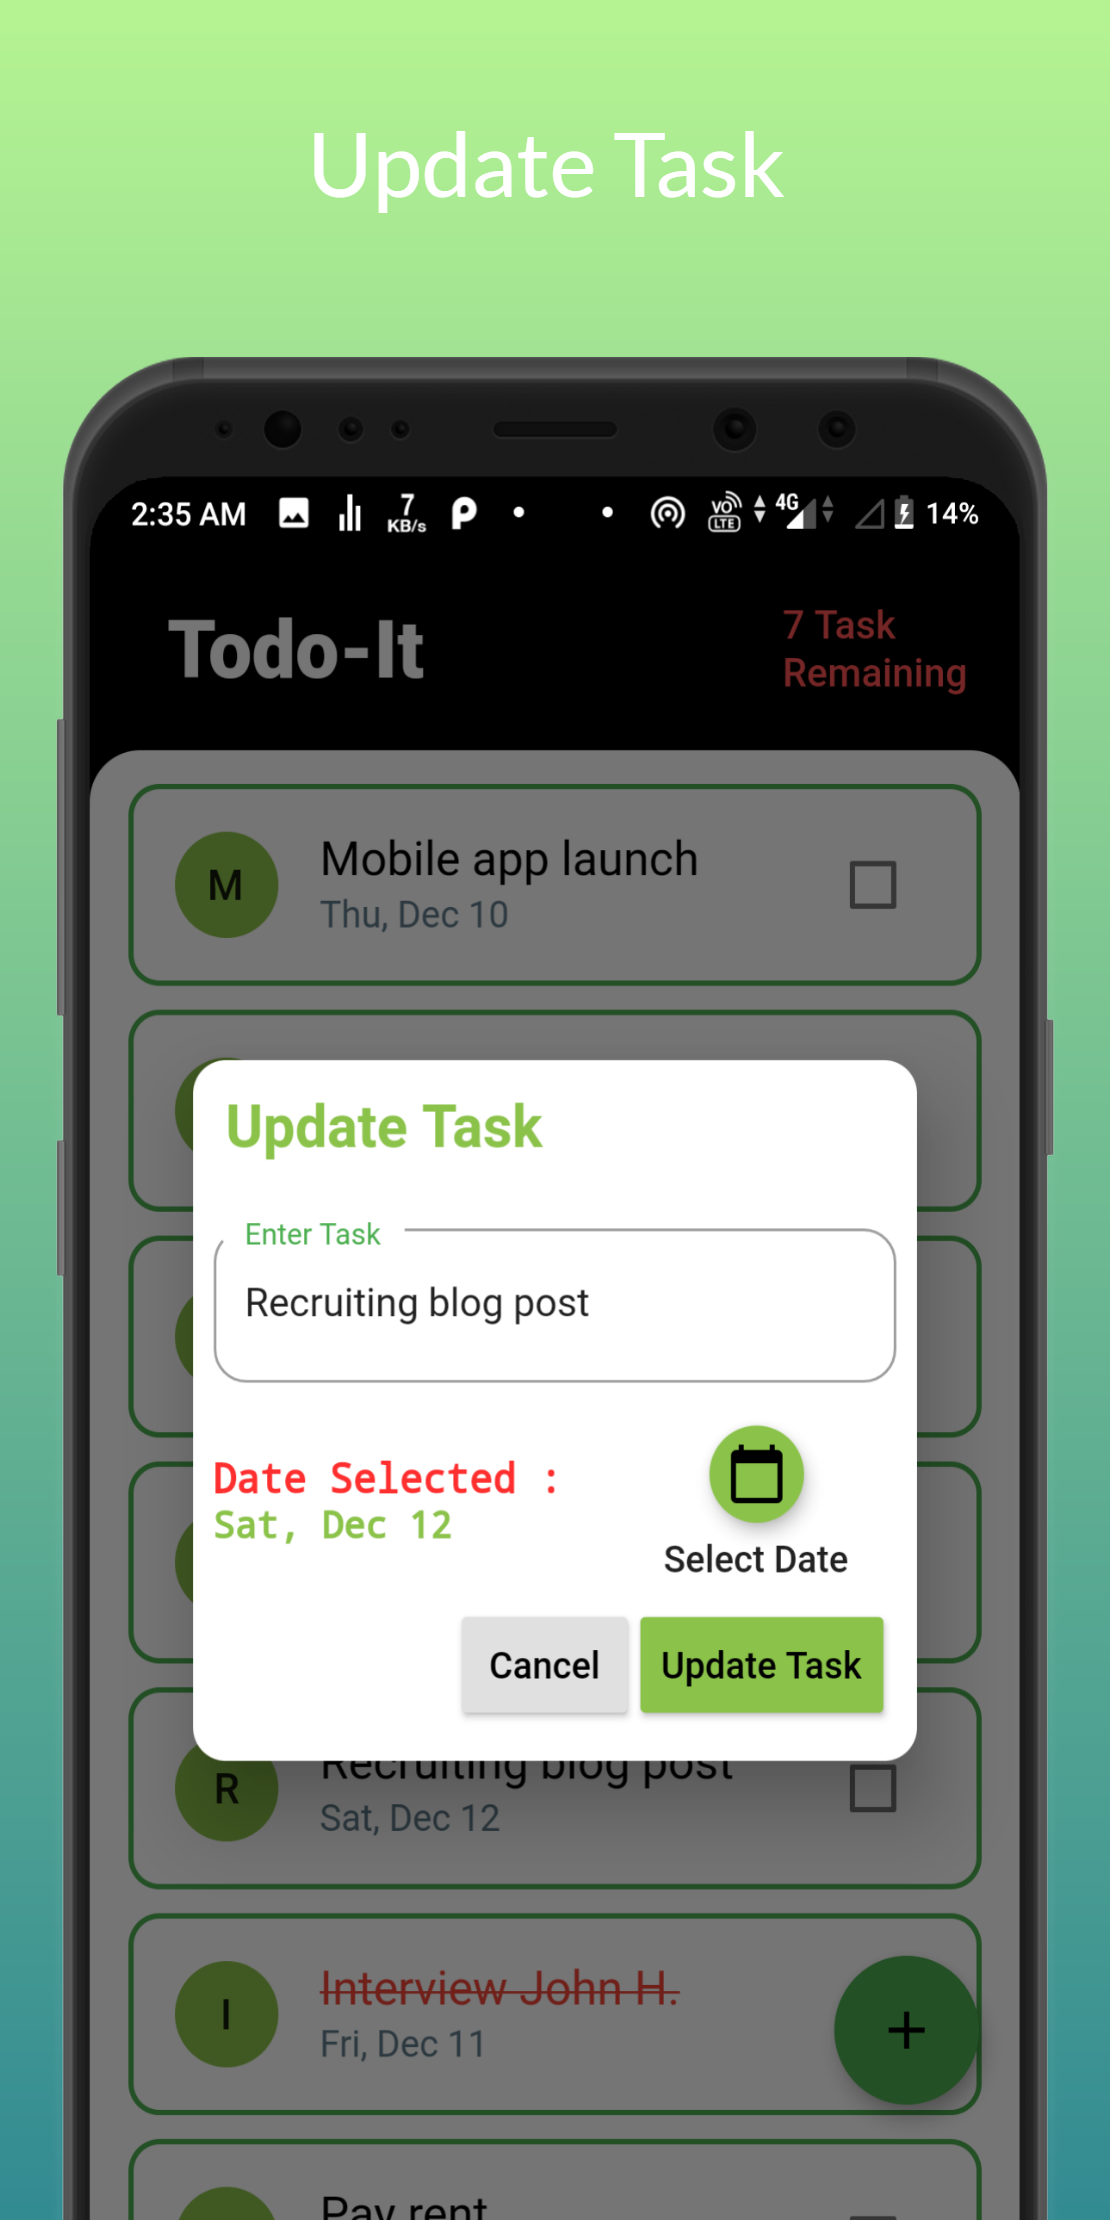 Update Task
2:35 AM 7 KB/s VO LTE 4G 14%
Todo-It
7 Task
Remaining
M
Mobile app launch
Thu, Dec 10
Update Task
Enter Task
Recruiting blog post
Date Selected :
Sat, Dec 12
Select Date
Cancel
Update Task
R
Recruiting blog post
Sat, Dec 12
I
Interview John H.
Fri, Dec 11
+
Pay rent